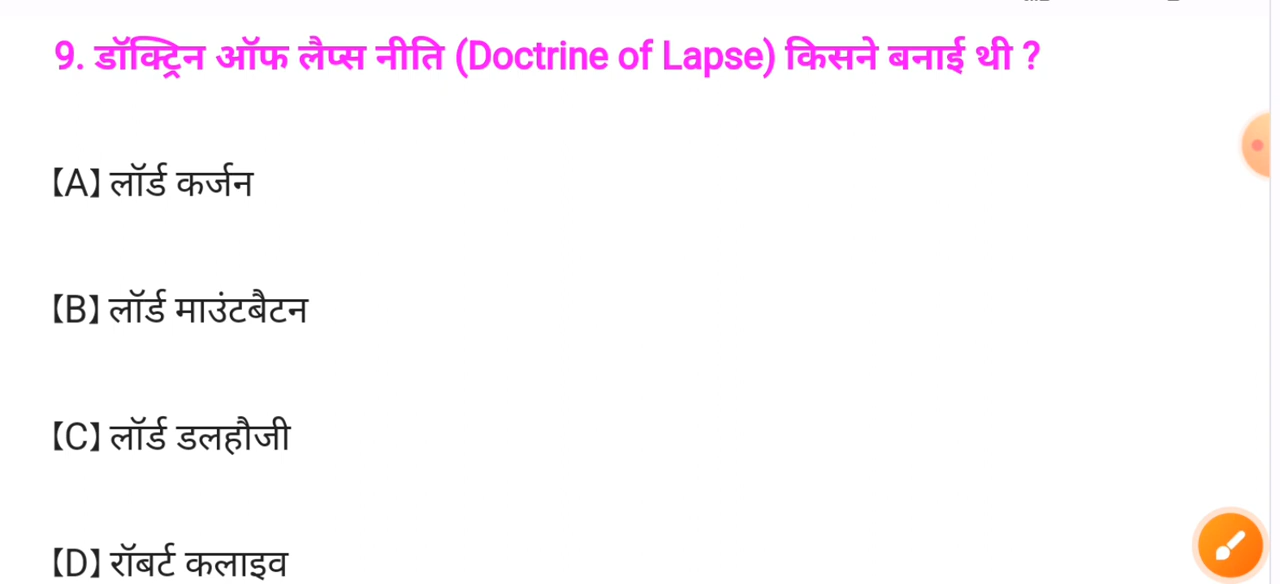 9. डॉक्ट्रिन ऑफ लैप्स नीति (Doctrine of Lapse) किसने बनाई थी ?
【A】 लॉर्ड कर्जन
【B】 लॉर्ड माउंटबैटन
【C】 लॉर्ड डलहौजी
【D】 रॉबर्ट कलाइव